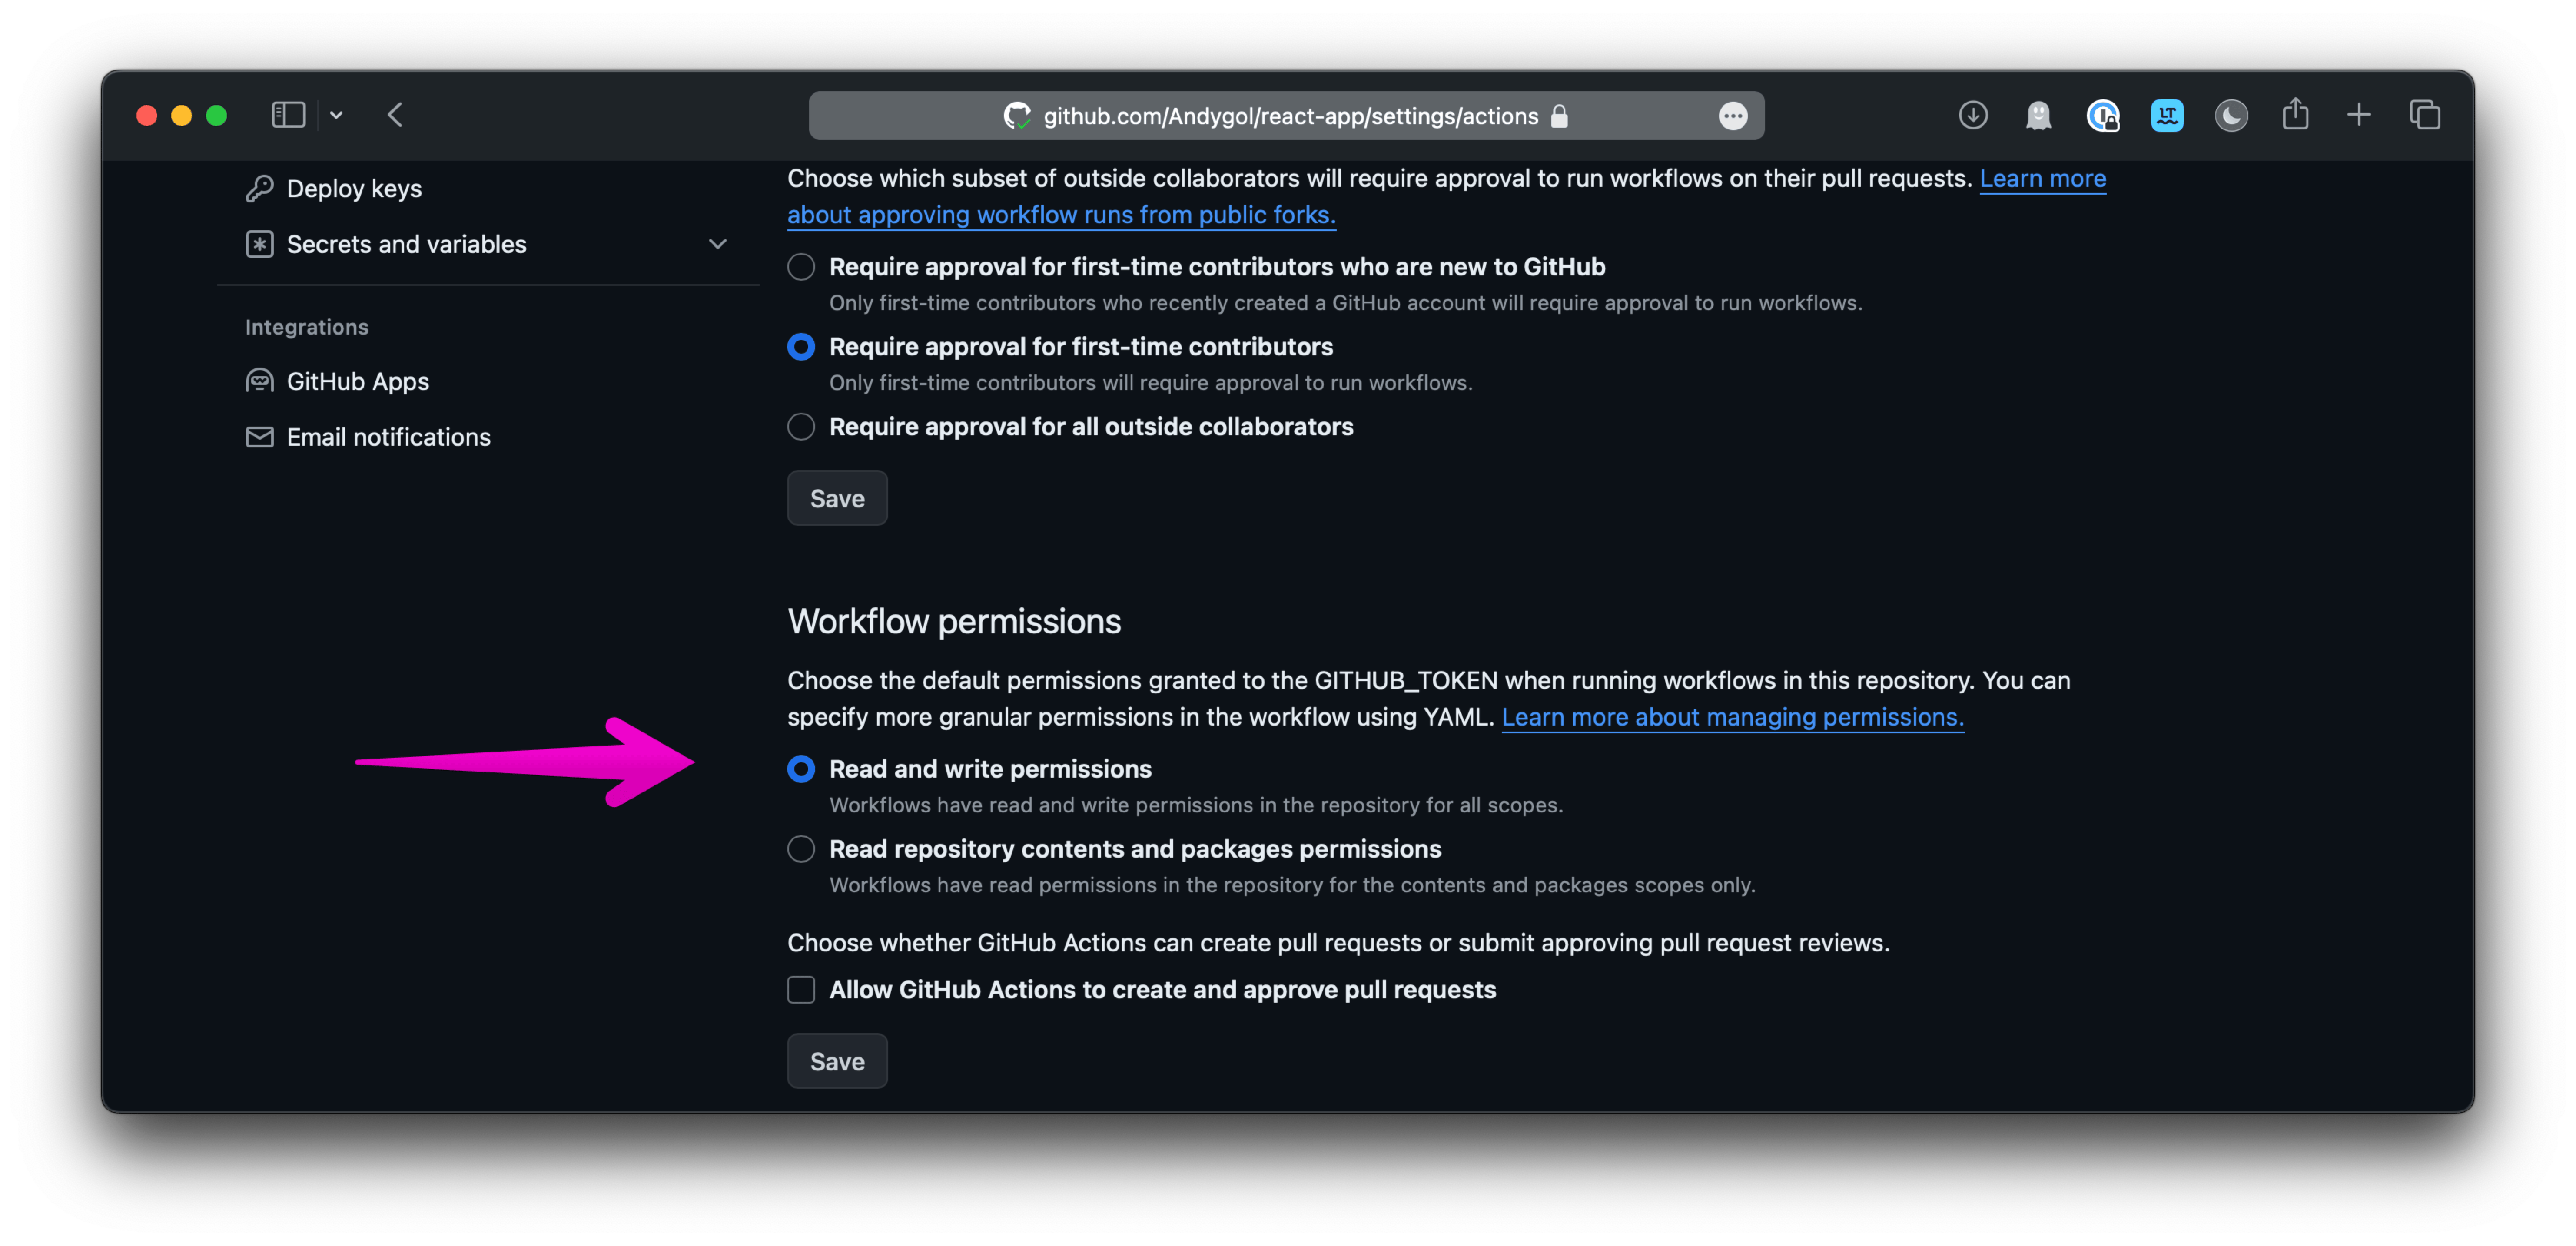 github.com/Andygol/react-app/settings/actions
LT
Deploy keys
Secrets and variables
Integrations
GitHub Apps
Email notifications
Choose which subset of outside collaborators will require approval to run workflows on their pull requests. Learn more
about approving workflow runs from public forks.
Require approval for first-time contributors who are new to GitHub
Only first-time contributors who recently created a GitHub account will require approval to run workflows.
Require approval for first-time contributors
Only first-time contributors will require approval to run workflows.
Require approval for all outside collaborators
Save
Workflow permissions
Choose the default permissions granted to the GITHUB_TOKEN when running workflows in this repository. You can
specify more granular permissions in the workflow using YAML. Learn more about managing permissions.
Read and write permissions
Workflows have read and write permissions in the repository for all scopes.
Read repository contents and packages permissions
Workflows have read permissions in the repository for the contents and packages scopes only.
Choose whether GitHub Actions can create pull requests or submit approving pull request reviews.
Allow GitHub Actions to create and approve pull requests
Save